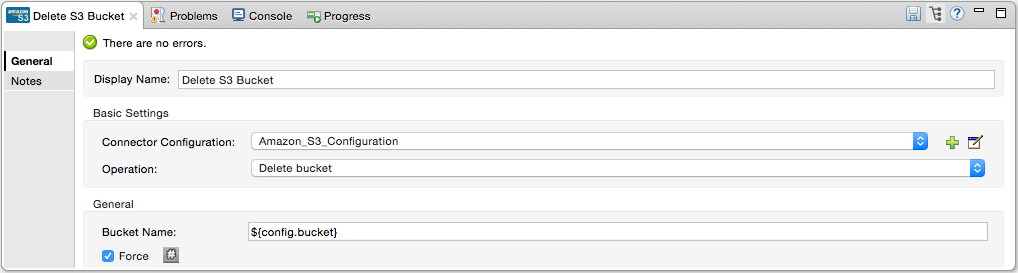 amazon S3 Delete S3 Bucket Problems Console Progress
There are no errors.
General
Notes
Display Name: Delete S3 Bucket
Basic Settings
Connector Configuration: Amazon_S3_Configuration
Operation: Delete bucket
General
Bucket Name: ${config.bucket}
Force #